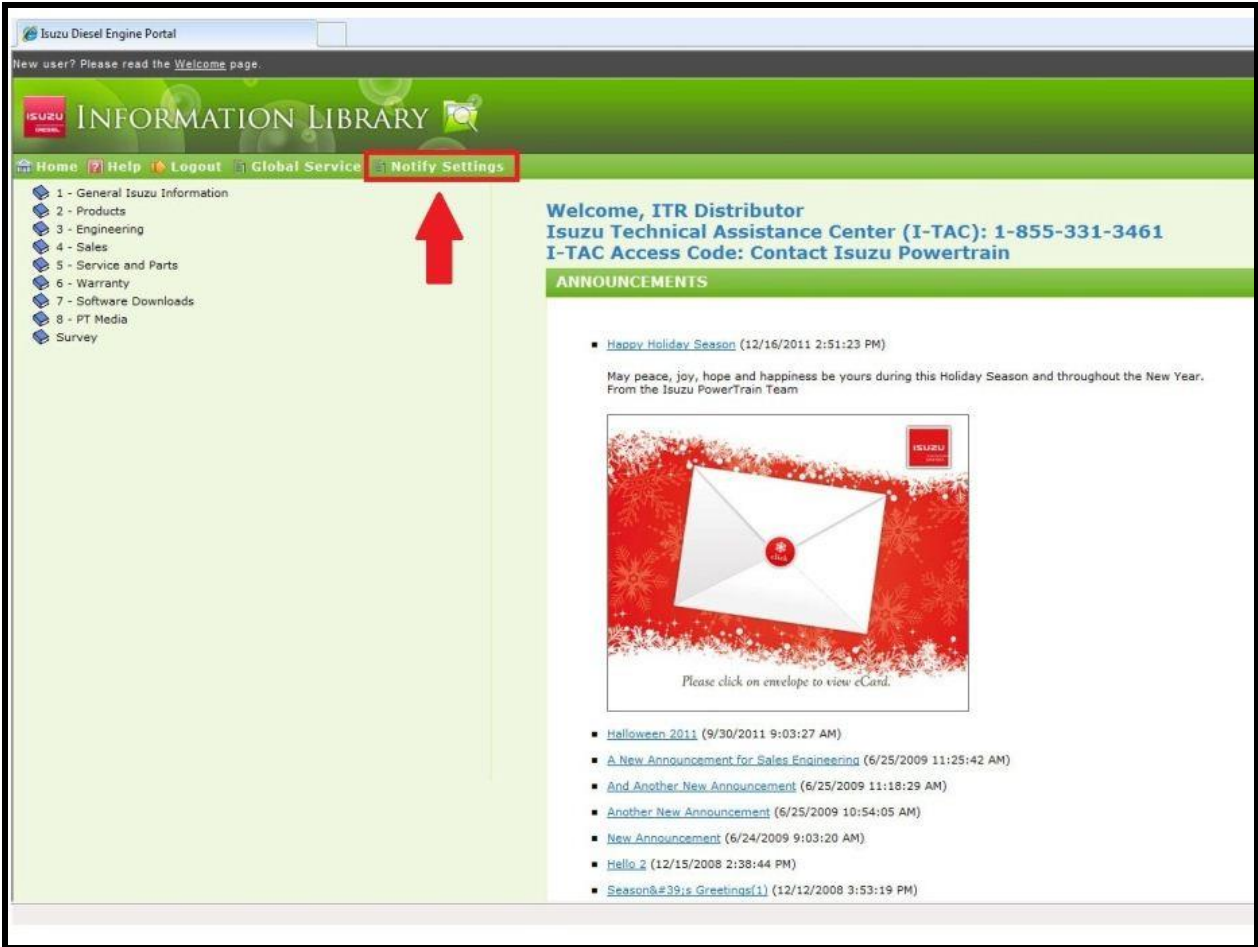 Isuzu Diesel Engine Portal
New user? Please read the Welcome page.
ISUZU
DIESEL
INFORMATION LIBRARY
Home Help Logout Global Service Notify Settings
1 - General Isuzu Information
2 - Products
3 - Engineering
4 - Sales
5 - Service and Parts
6 - Warranty
7 - Software Downloads
8 - PT Media
Survey
Welcome, ITR Distributor
Isuzu Technical Assistance Center (I-TAC): 1-855-331-3461
I-TAC Access Code: Contact Isuzu Powertrain
ANNOUNCEMENTS
Happy Holiday Season (12/16/2011 2:51:23 PM)
May peace, joy, hope and happiness be yours during this Holiday Season and throughout the New Year.
From the Isuzu PowerTrain Team
ISUZU
click
Please click on envelope to view eCard.
Halloween 2011 (9/30/2011 9:03:27 AM)
A New Announcement for Sales Engineering (6/25/2009 11:25:42 AM)
And Another New Announcement (6/25/2009 11:18:29 AM)
Another New Announcement (6/25/2009 10:54:05 AM)
New Announcement (6/24/2009 9:03:20 AM)
Hello 2 (12/15/2008 2:38:44 PM)
Season&#39;s Greetings(1) (12/12/2008 3:53:19 PM)